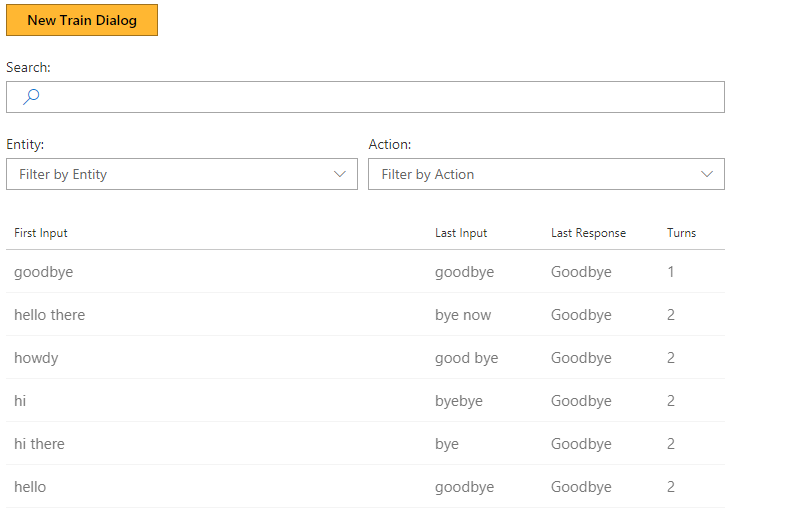 New Train Dialog
Search:
Entity: Action:
Filter by Entity Filter by Action
First Input Last Input Last Response Turns
goodbye goodbye Goodbye 1
hello there bye now Goodbye 2
howdy good bye Goodbye 2
hi byebye Goodbye 2
hi there bye Goodbye 2
hello goodbye Goodbye 2